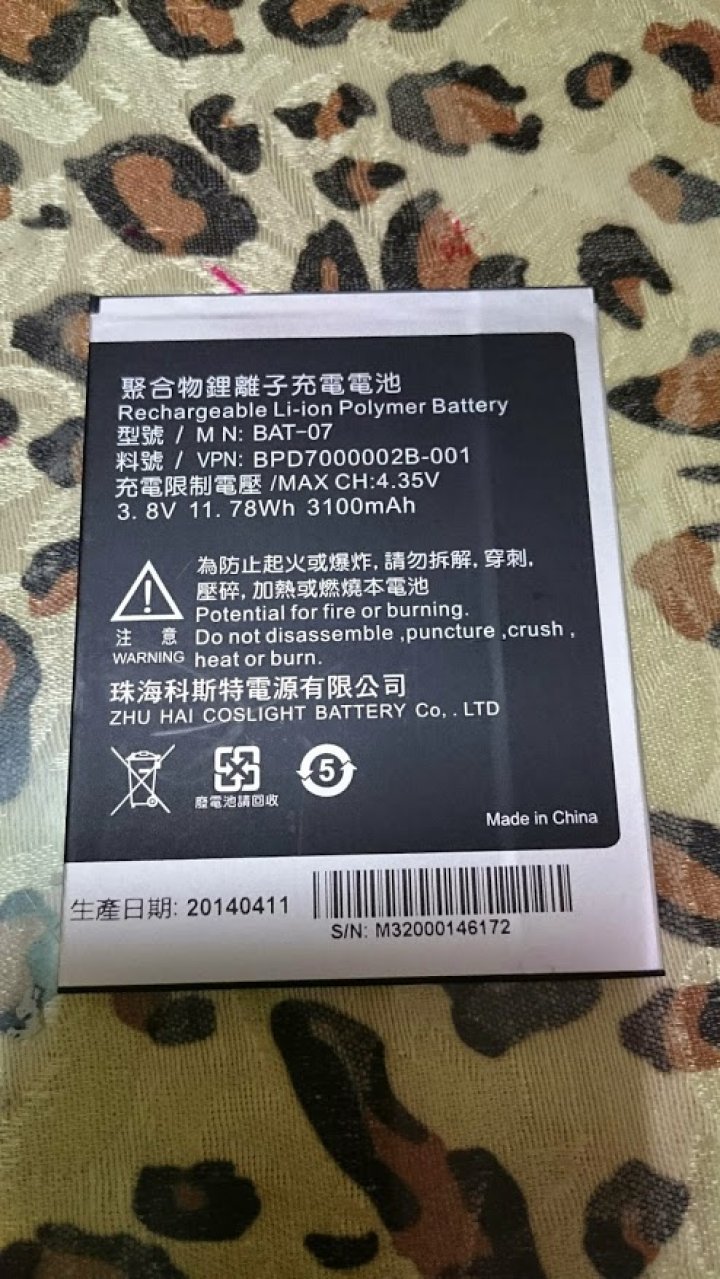 聚合物鋰離子充電電池
Rechargeable Li-ion Polymer Battery
型號 / M N: BAT-07
料號 / VPN: BPD7000002B-001
充電限制電壓 /MAX CH:4.35V
3. 8V 11. 78Wh 3100mAh
為防止起火或爆炸, 請勿拆解, 穿刺,
壓碎, 加熱或燃燒本電池
Potential for fire or burning.
注 意 Do not disassemble ,puncture ,crush ,
WARNING heat or burn.
珠海科斯特電源有限公司
ZHU HAI COSLIGHT BATTERY Co, . LTD
5
廢電池請回收
Made in China
生產日期: 20140411
S/N: M32000146172